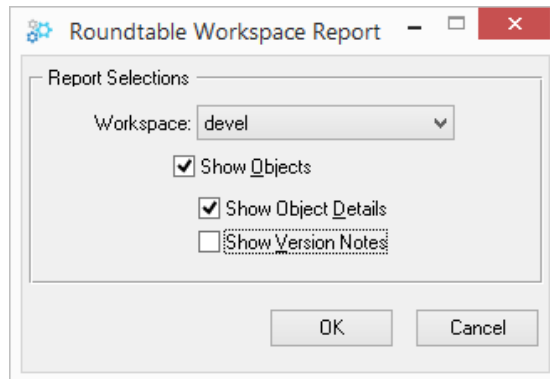 Roundtable Workspace Report
Report Selections
Workspace: devel
Show Objects
Show Object Details
Show Version Notes
OK Cancel